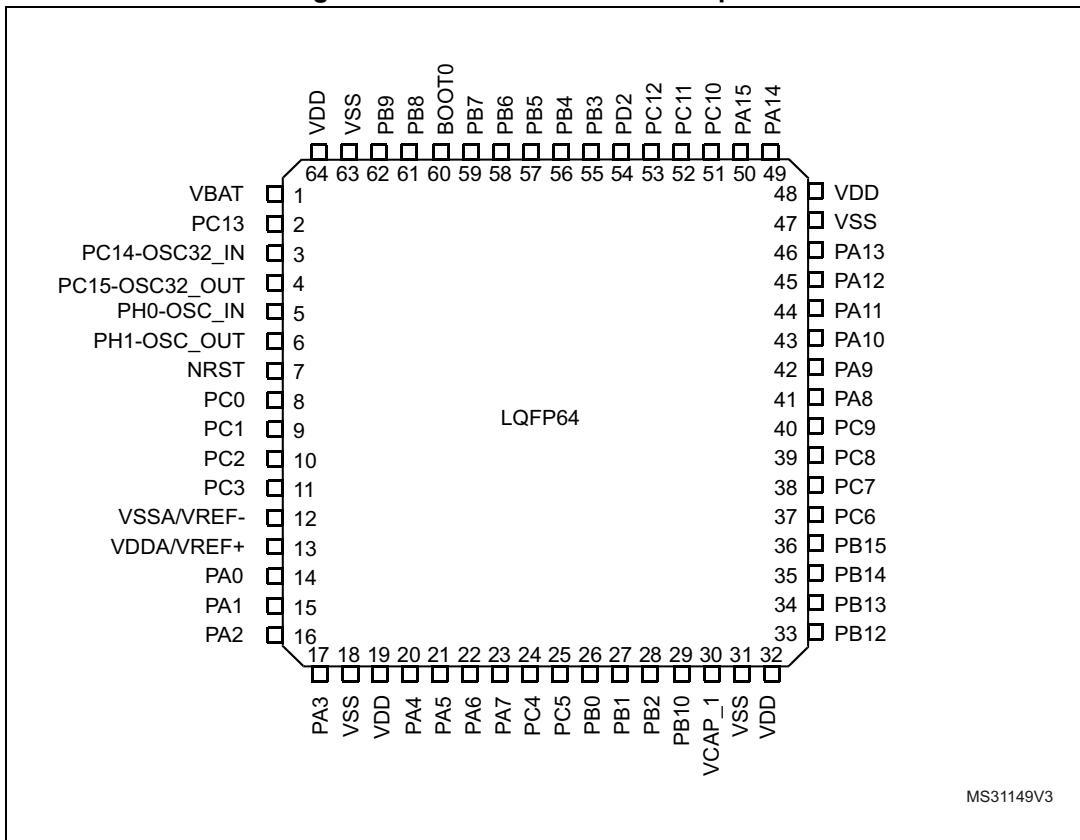 VDD
VSS
PB9
PB8
BOOT0
PB7
PB6
PB5
PB4
PB3
PD2
PC12
PC11
PC10
PA15
PA14
64 63 62 61 60 59 58 57 56 55 54 53 52 51 50 49
VBAT 1
PC13 2
PC14-OSC32_IN 3
PC15-OSC32_OUT 4
PH0-OSC_IN 5
PH1-OSC_OUT 6
NRST 7
PC0 8
PC1 9
PC2 10
PC3 11
VSSA/VREF- 12
VDDA/VREF+ 13
PA0 14
PA1 15
PA2 16
LQFP64
48 VDD
47 VSS
46 PA13
45 PA12
44 PA11
43 PA10
42 PA9
41 PA8
40 PC9
39 PC8
38 PC7
37 PC6
36 PB15
35 PB14
34 PB13
33 PB12
17 18 19 20 21 22 23 24 25 26 27 28 29 30 31 32
PA3
VSS
VDD
PA4
PA5
PA6
PA7
PC4
PC5
PB0
PB1
PB2
PB10
VCAP_1
VSS
VDD
MS31149V3